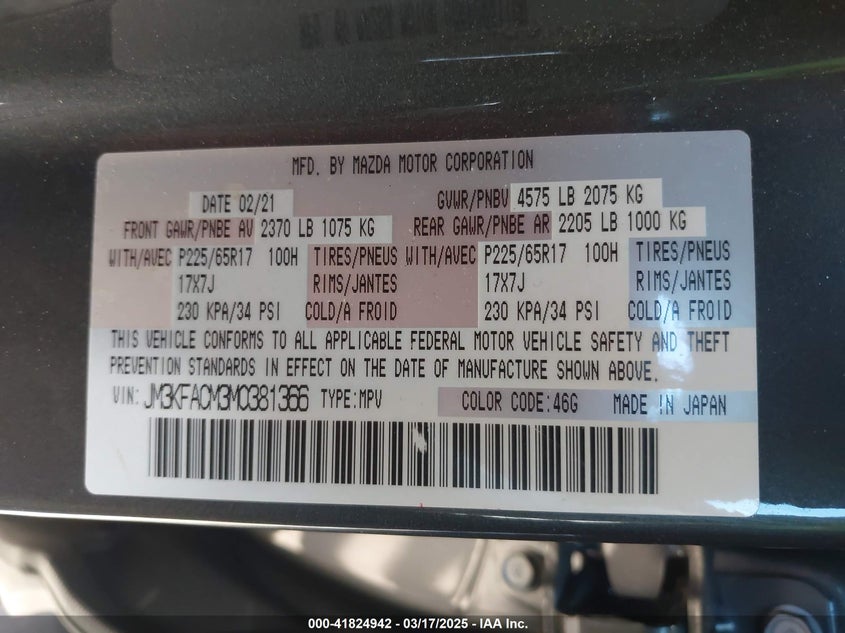 MFD. BY MAZDA MOTOR CORPORATION
DATE 02/21 GVWR/PNBV 4575 LB 2075 KG
FRONT GAWR/PNBE AV 2370 LB 1075 KG REAR GAWR/PNBE AR 2205 LB 1000 KG
WITH/AVEC P225/65R17 100H TIRES/PNEUS WITH/AVEC P225/65R17 100H TIRES/PNEUS
17X7J RIMS/JANTES 17X7J RIMS/JANTES
230 KPA/34 PSI COLD/A FROID 230 KPA/34 PSI COLD/A FROID
THIS VEHICLE CONFORMS TO ALL APPLICABLE FEDERAL MOTOR VEHICLE SAFETY AND THEFT
PREVENTION STANDARDS IN EFFECT ON THE DATE OF MANUFACTURE SHOWN ABOVE.
VIN: JM3KFACM3M0381366 TYPE:MPV COLOR CODE:46G MADE IN JAPAN
000-41824942 - 03/17/2025 - IAA Inc.